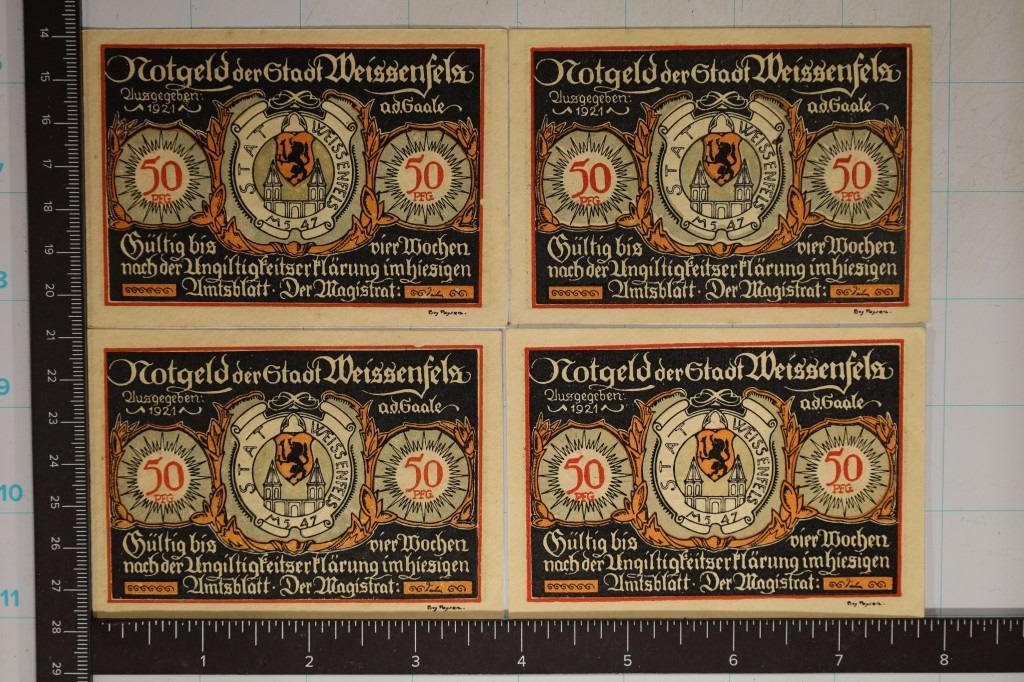 Notgeld der Stadt Weissenfels
Ausgegeben:
1921
a.d. Saale
STAT WEISSENFELS
M 5 47
50
PFG.
50
PFG.
Gültig bis vier Wochen
nach der Ungiltigkeitserklärung im hiesigen
Amtsblatt · Der Magistrat:
Notgeld der Stadt Weissenfels
Ausgegeben:
1921
a.d. Saale
STAT WEISSENFELS
M 5 47
50
PFG.
50
PFG.
Gültig bis vier Wochen
nach der Ungiltigkeitserklärung im hiesigen
Amtsblatt · Der Magistrat:
Notgeld der Stadt Weissenfels
Ausgegeben:
1921
a.d. Saale
STAT WEISSENFELS
M 5 47
50
PFG.
50
PFG.
Gültig bis vier Wochen
nach der Ungiltigkeitserklärung im hiesigen
Amtsblatt · Der Magistrat:
Notgeld der Stadt Weissenfels
Ausgegeben:
1921
a.d. Saale
STAT WEISSENFELS
M 5 47
50
PFG.
50
PFG.
Gültig bis vier Wochen
nach der Ungiltigkeitserklärung im hiesigen
Amtsblatt · Der Magistrat:
14
15
16
17
18
19
20
21
22
23
24
25
26
27
28
29
7
8
9
10
11
1 2 3 4 5 6 7 8